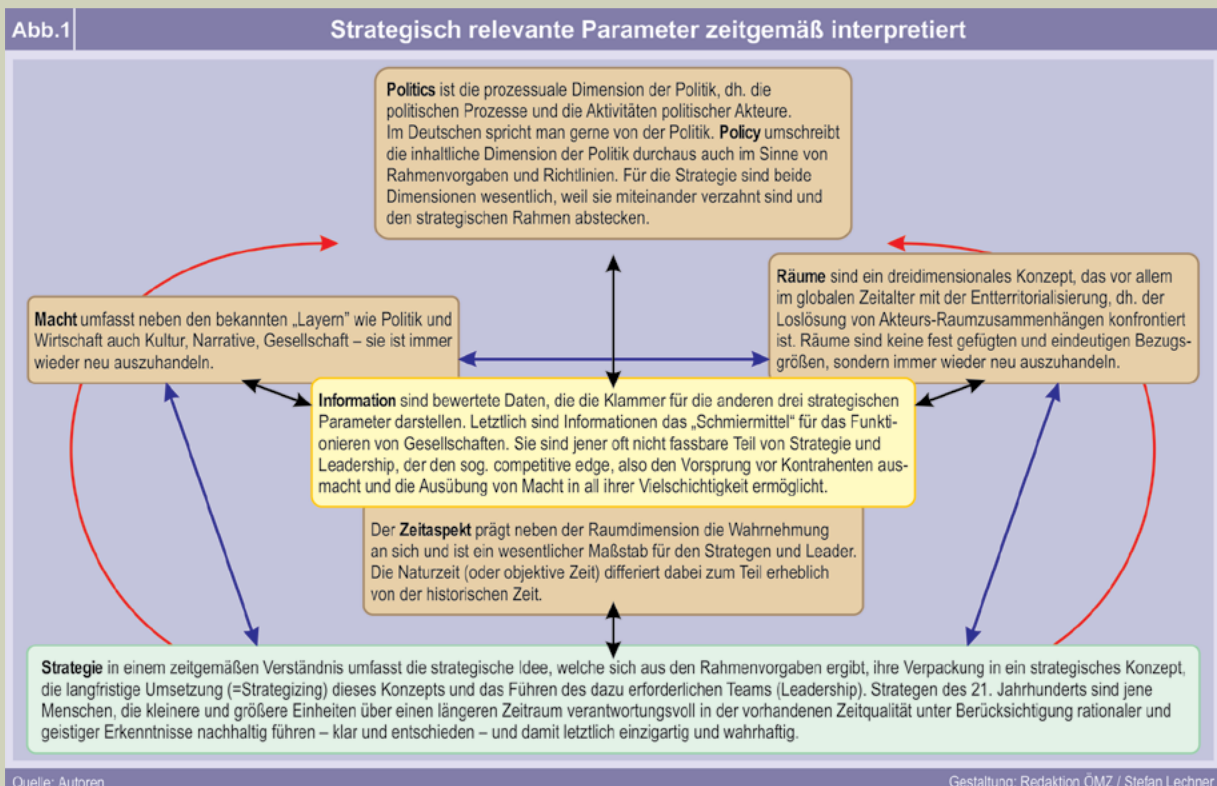 Abb.1
Strategisch relevante Parameter zeitgemäß interpretiert
Politics ist die prozessuale Dimension der Politik, dh. die
politischen Prozesse und die Aktivitäten politischer Akteure.
Im Deutschen spricht man gerne von der Politik. Policy umschreibt
die inhaltliche Dimension der Politik durchaus auch im Sinne von
Rahmenvorgaben und Richtlinien. Für die Strategie sind beide
Dimensionen wesentlich, weil sie miteinander verzahnt sind und
den strategischen Rahmen abstecken.
Macht umfasst neben den bekannten „Layern" wie Politik und
Wirtschaft auch Kultur, Narrative, Gesellschaft – sie ist immer
wieder neu auszuhandeln.
Räume sind ein dreidimensionales Konzept, das vor allem
im globalen Zeitalter mit der Entterritorialisierung, dh. der
Loslösung von Akteurs-Raumzusammenhängen konfrontiert
ist. Räume sind keine fest gefügten und eindeutigen Bezugs-
größen, sondern immer wieder neu auszuhandeln.
Information sind bewertete Daten, die die Klammer für die anderen drei strategischen
Parameter darstellen. Letztlich sind Informationen das „Schmiermittel" für das Funkti-
onieren von Gesellschaften. Sie sind jener oft nicht fassbare Teil von Strategie und
Leadership, der den sog. competitive edge, also den Vorsprung vor Kontrahenten aus-
macht und die Ausübung von Macht in all ihrer Vielschichtigkeit ermöglicht.
Der Zeitaspekt prägt neben der Raumdimension die Wahrnehmung
an sich und ist ein wesentlicher Maßstab für den Strategen und Leader.
Die Naturzeit (oder objektive Zeit) differiert dabei zum Teil erheblich
von der historischen Zeit.
Strategie in einem zeitgemäßen Verständnis umfasst die strategische Idee, welche sich aus den Rahmenvorgaben ergibt, ihre Verpackung in ein strategisches Konzept,
die langfristige Umsetzung (=Strategizing) dieses Konzepts und das Führen des dazu erforderlichen Teams (Leadership). Strategen des 21. Jahrhunderts sind jene
Menschen, die kleinere und größere Einheiten über einen längeren Zeitraum verantwortungsvoll in der vorhandenen Zeitqualität unter Berücksichtigung rationaler und
geistiger Erkenntnisse nachhaltig führen – klar und entschieden – und damit letztlich einzigartig und wahrhaftig.
Quelle: Autoren
Gestaltung: Redaktion ÖMZ / Stefan Lechner